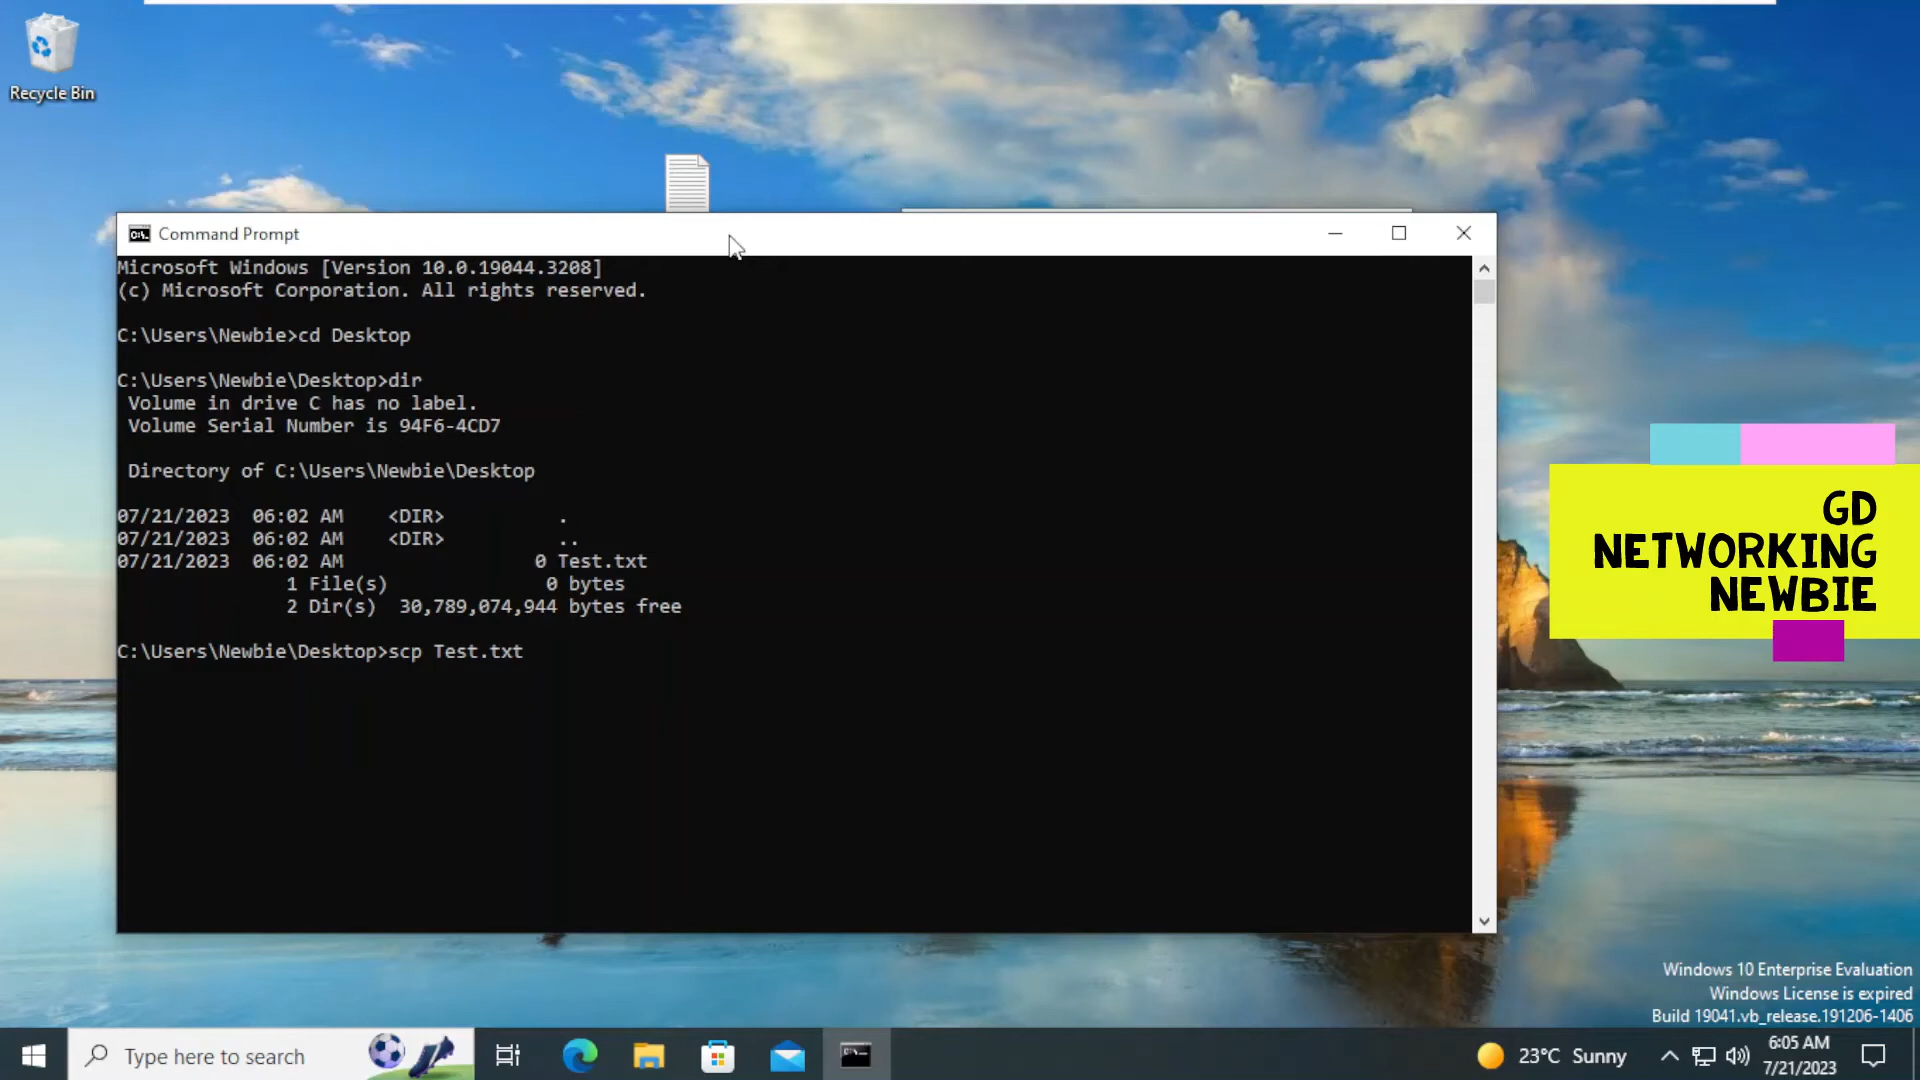 Recycle Bin
Command Prompt
Microsoft Windows [Version 10.0.19044.3208]
(c) Microsoft Corporation. All rights reserved.
C:\Users\Newbie>cd Desktop
C:\Users\Newbie\Desktop>dir
Volume in drive C has no label.
Volume Serial Number is 94F6-4CD7
Directory of C:\Users\Newbie\Desktop
07/21/2023  06:02 AM    <DIR>          .
07/21/2023  06:02 AM    <DIR>          ..
07/21/2023  06:02 AM                 0 Test.txt
1 File(s)              0 bytes
2 Dir(s)  30,789,074,944 bytes free
C:\Users\Newbie\Desktop>scp Test.txt
GD
NETWORKING
NEWBIE
Windows 10 Enterprise Evaluation
Windows License is expired
Build 19041.vb_release.191206-1406
Type here to search
23°C Sunny
6:05 AM
7/21/2023